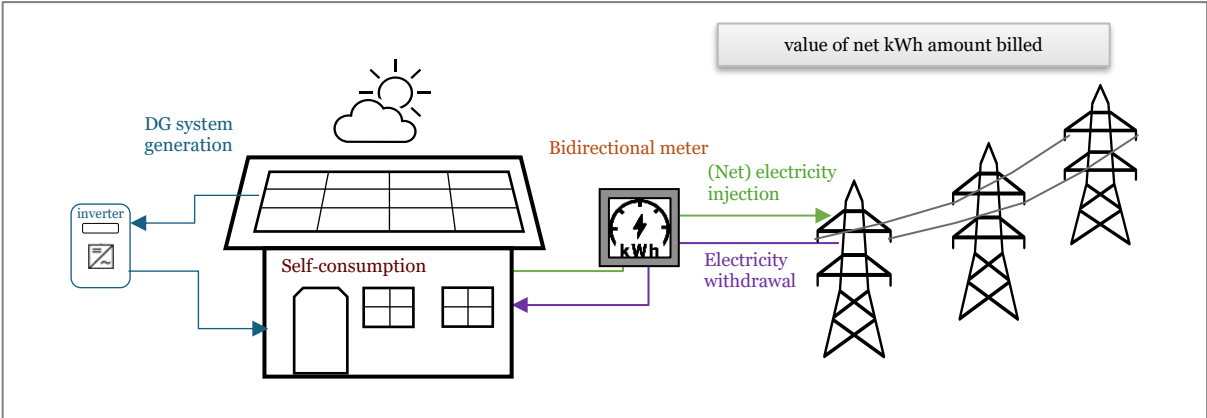 value of net kWh amount billed
DG system
generation
Bidirectional meter
(Net) electricity
injection
inverter
kWh
Self-consumption
Electricity
withdrawal